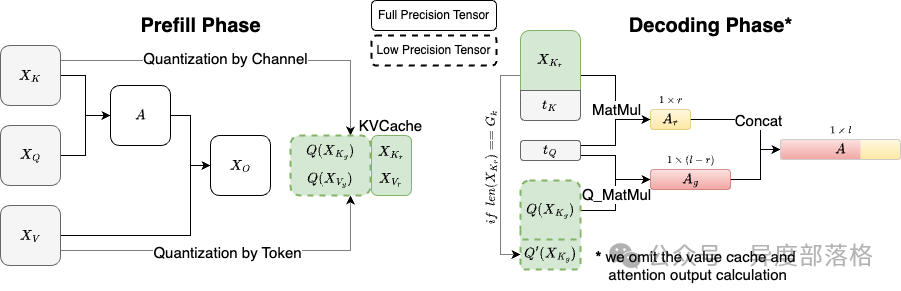 Prefill Phase
Full Precision Tensor
Low Precision Tensor
Decoding Phase*
X_K
X_Q
X_V
A
X_O
Quantization by Channel
Quantization by Token
KVCache
Q(X_{K_g})
X_{K_r}
Q(X_{V_g})
X_{V_r}
if len(X_{K_r}) == G_k
X_{K_r}
t_K
t_Q
Q(X_{K_g})
Q'(X_{K_g})
MatMul
Q_MatMul
1 × r
A_r
1 × (l − r)
A_g
Concat
1 × l
A
公众号 · 异度部落格
* we omit the value cache and
attention output calculation